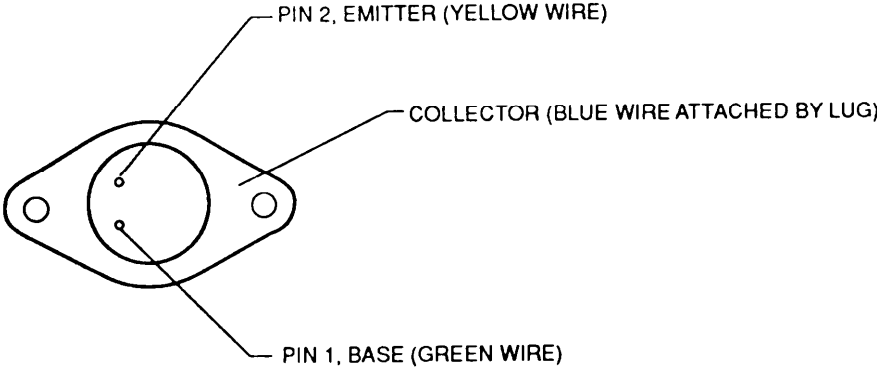 PIN 2, EMITTER (YELLOW WIRE)
COLLECTOR (BLUE WIRE ATTACHED BY LUG)
PIN 1, BASE (GREEN WIRE)